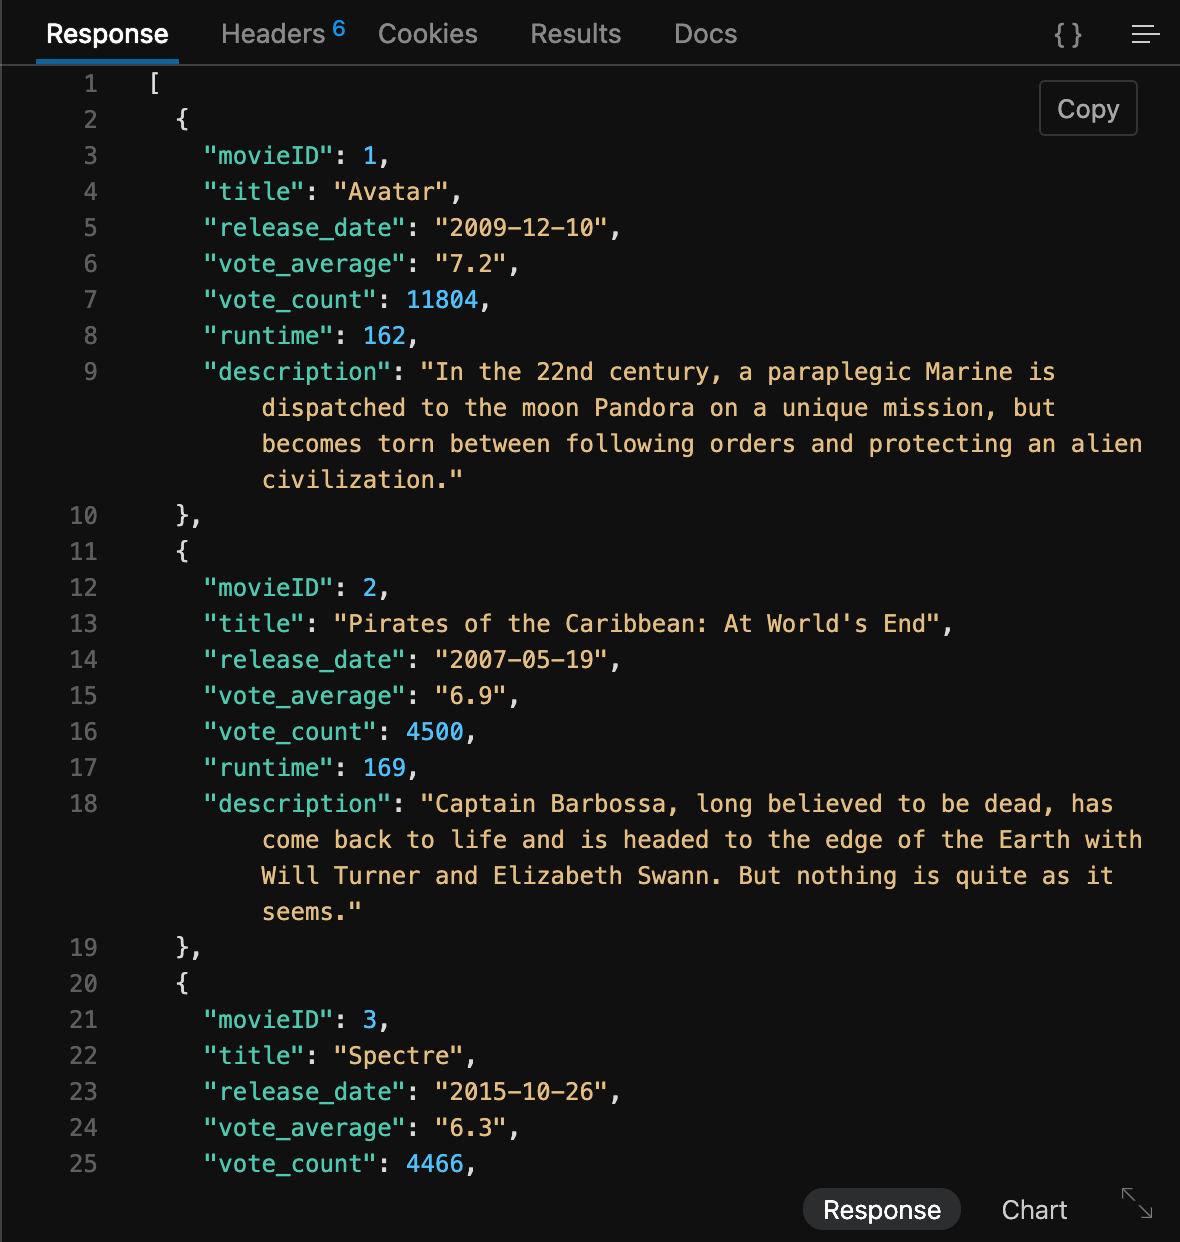 Response Headers 6 Cookies Results Docs { }
Copy
1 [
2 {
3 "movieID": 1,
4 "title": "Avatar",
5 "release_date": "2009-12-10",
6 "vote_average": "7.2",
7 "vote_count": 11804,
8 "runtime": 162,
9 "description": "In the 22nd century, a paraplegic Marine is
dispatched to the moon Pandora on a unique mission, but
becomes torn between following orders and protecting an alien
civilization."
10 },
11 {
12 "movieID": 2,
13 "title": "Pirates of the Caribbean: At World's End",
14 "release_date": "2007-05-19",
15 "vote_average": "6.9",
16 "vote_count": 4500,
17 "runtime": 169,
18 "description": "Captain Barbossa, long believed to be dead, has
come back to life and is headed to the edge of the Earth with
Will Turner and Elizabeth Swann. But nothing is quite as it
seems."
19 },
20 {
21 "movieID": 3,
22 "title": "Spectre",
23 "release_date": "2015-10-26",
24 "vote_average": "6.3",
25 "vote_count": 4466,
Response Chart